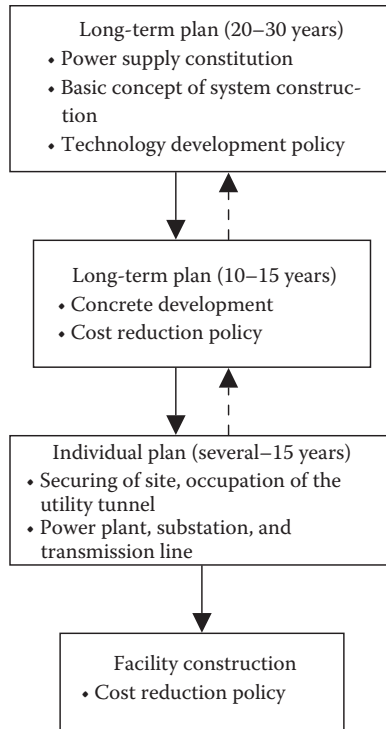 Long-term plan (20–30 years)
• Power supply constitution
• Basic concept of system construc-
tion
• Technology development policy
Long-term plan (10–15 years)
• Concrete development
• Cost reduction policy
Individual plan (several–15 years)
• Securing of site, occupation of the
utility tunnel
• Power plant, substation, and
transmission line
Facility construction
• Cost reduction policy